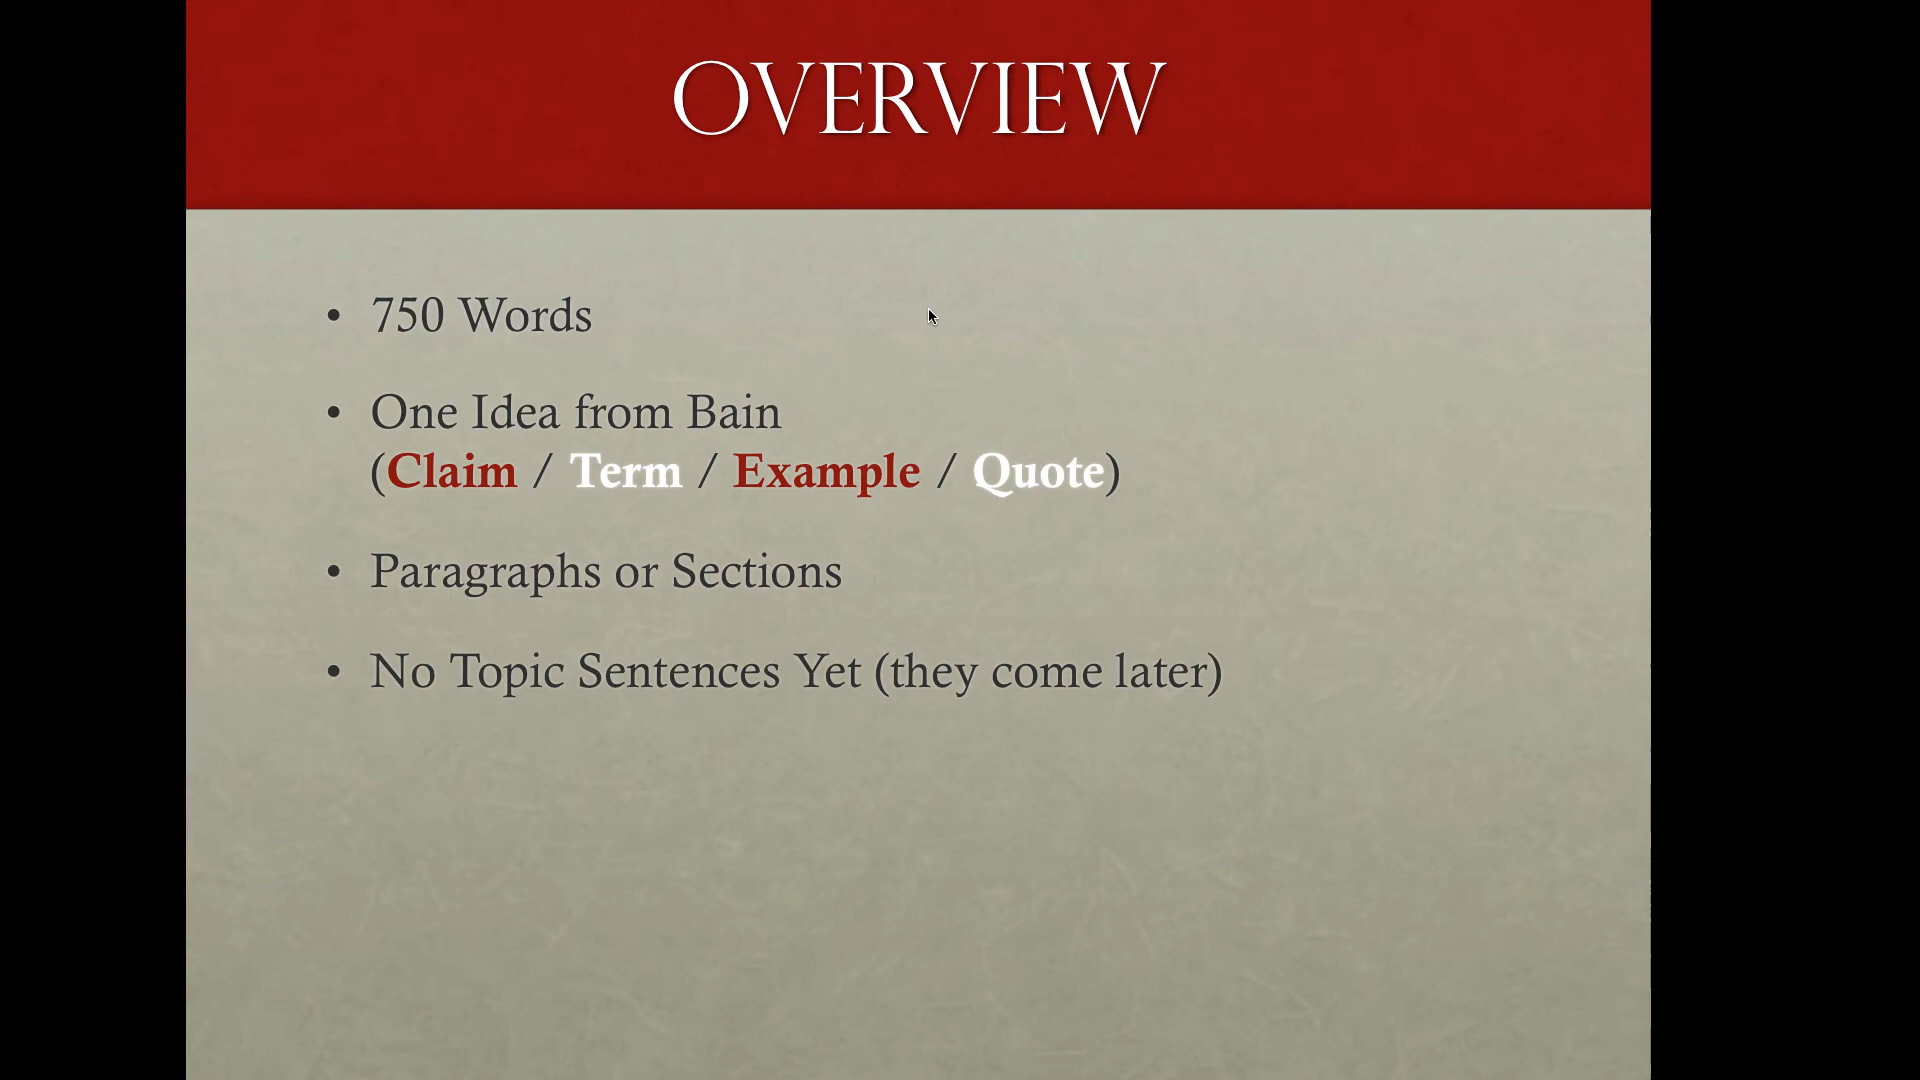 OVERVIEW
• 750 Words
• One Idea from Bain
(Claim / Term / Example / Quote)
• Paragraphs or Sections
• No Topic Sentences Yet (they come later)